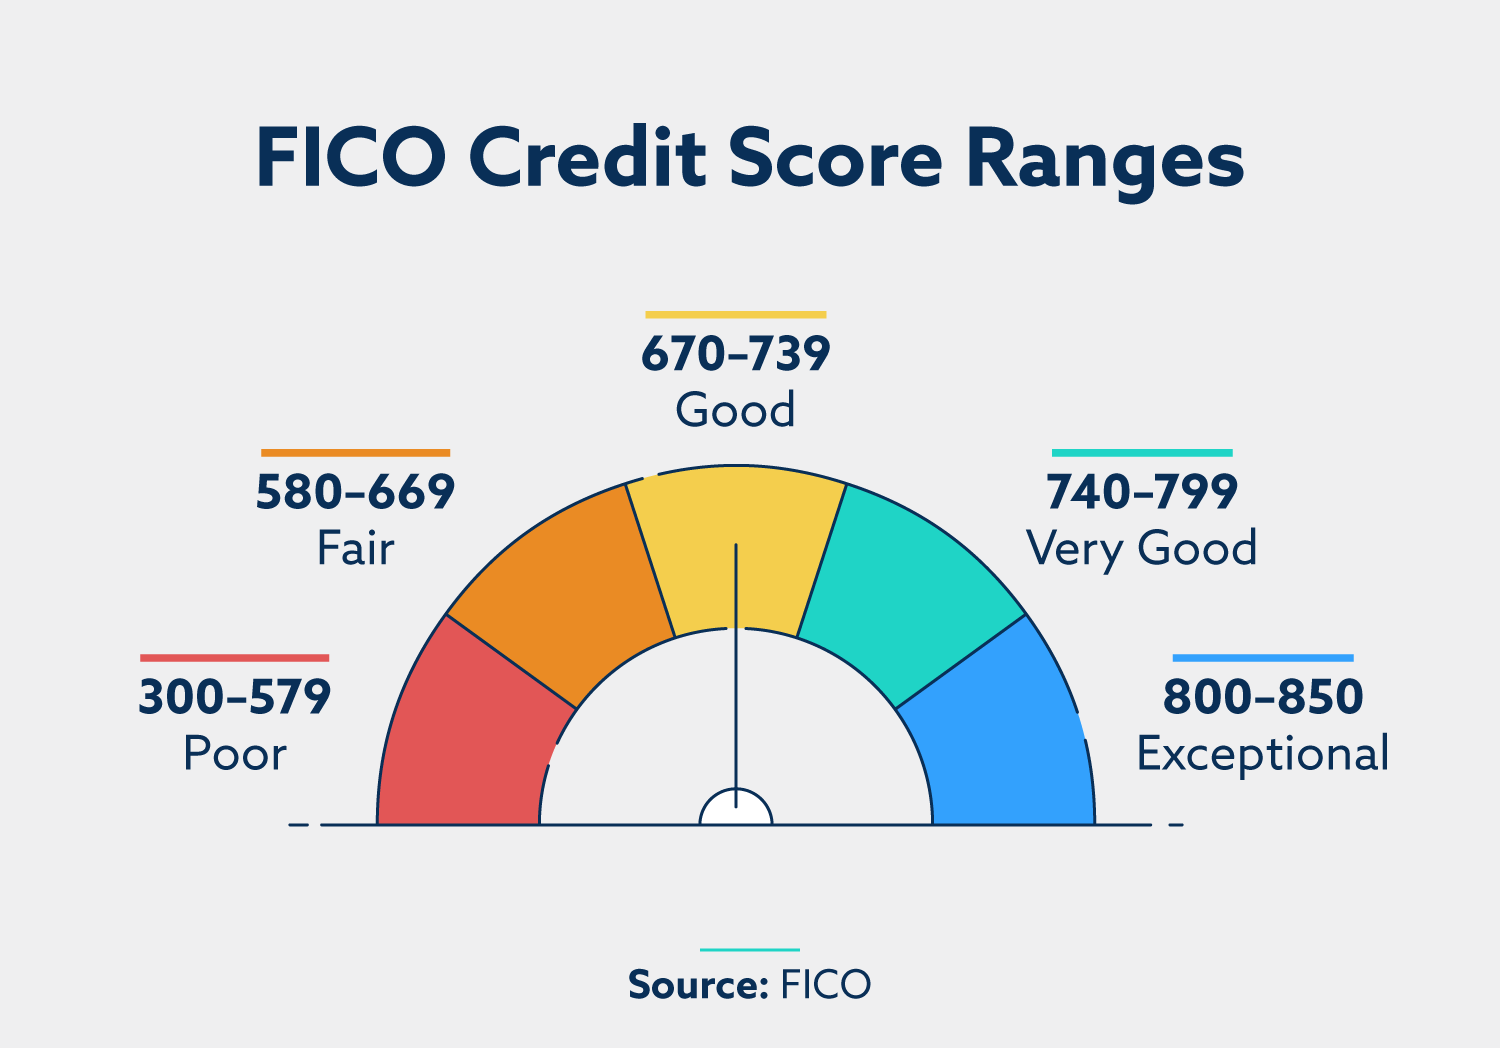 FICO Credit Score Ranges
670–739
Good
580–669
Fair
740–799
Very Good
300–579
Poor
800–850
Exceptional
Source: FICO